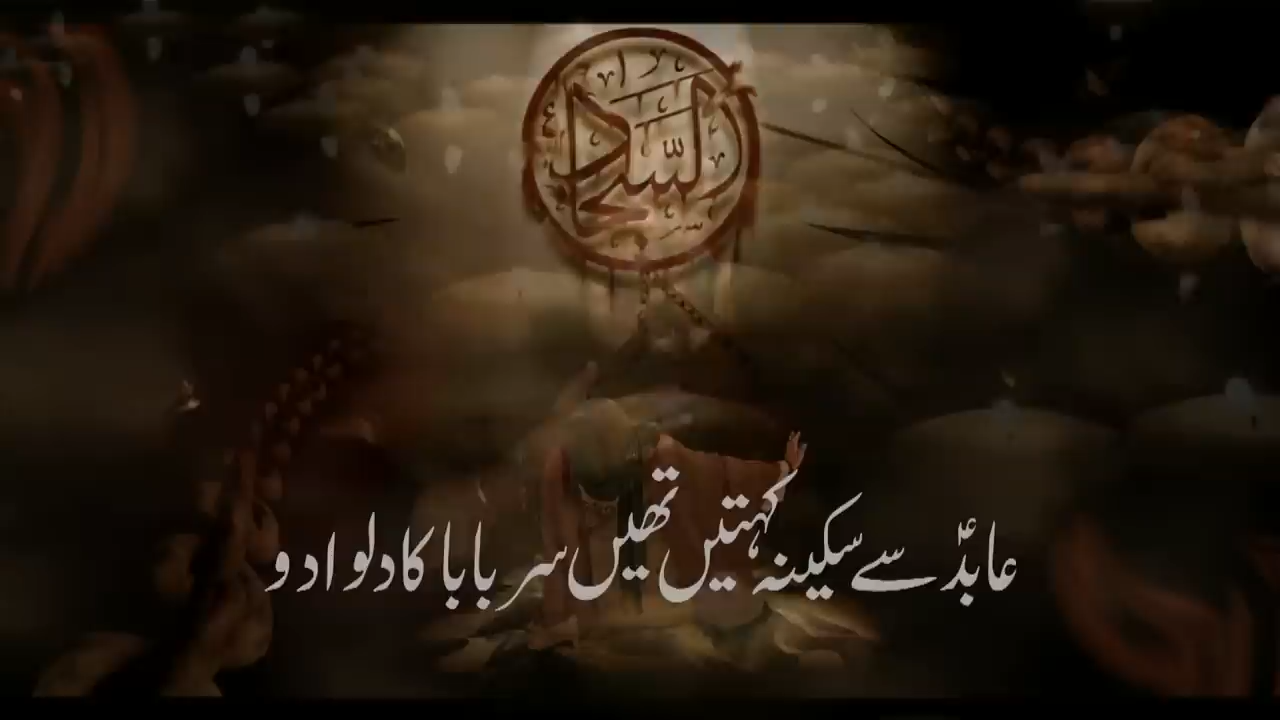 السجاد
عابدؑ سے سکینہ کہتیں تھیں سر بابا کا دلوا دو